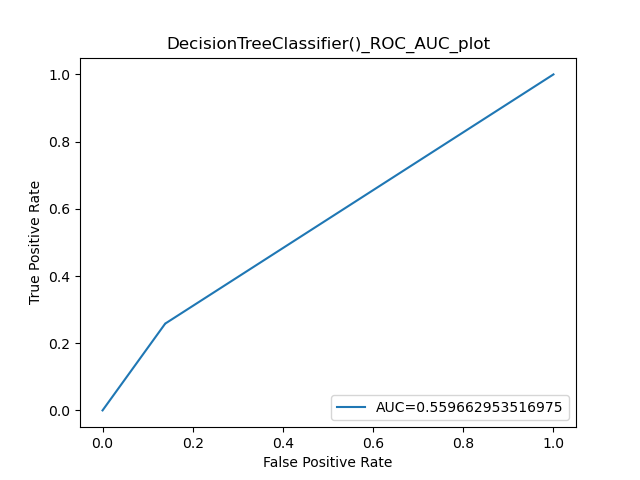 DecisionTreeClassifier()_ROC_AUC_plot
1.0
0.8
0.6
0.4
0.2
0.0
True Positive Rate
AUC=0.559662953516975
0.0 0.2 0.4 0.6 0.8 1.0
False Positive Rate